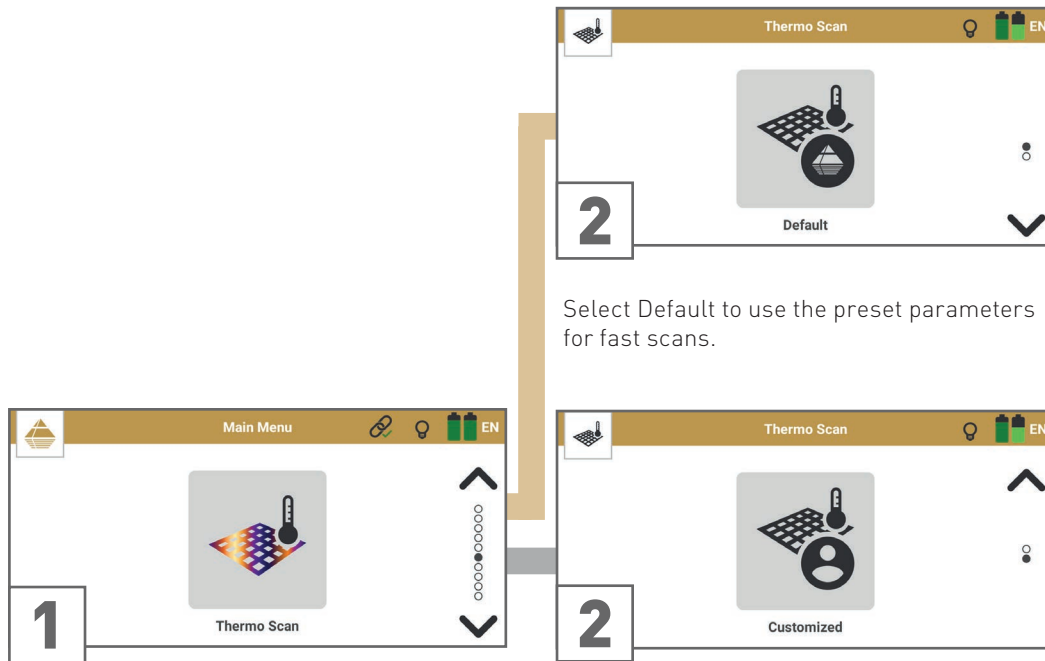 Thermo Scan
EN
Default
2
Select Default to use the preset parameters
for fast scans.
Main Menu
EN
Thermo Scan
1
Thermo Scan
EN
Customized
2